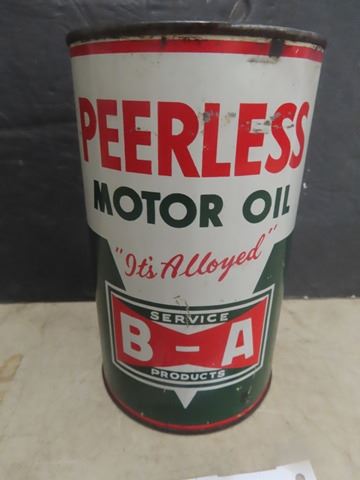 PEERLESS
MOTOR OIL
"It's Alloyed"
SERVICE
B-A
PRODUCTS